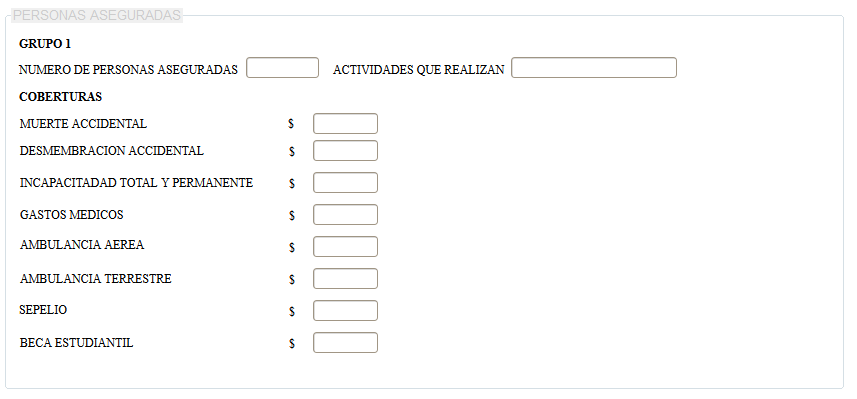 PERSONAS ASEGURADAS
GRUPO 1
NUMERO DE PERSONAS ASEGURADAS ACTIVIDADES QUE REALIZAN
COBERTURAS
MUERTE ACCIDENTAL $
DESMEMBRACION ACCIDENTAL $
INCAPACITADAD TOTAL Y PERMANENTE $
GASTOS MEDICOS $
AMBULANCIA AEREA $
AMBULANCIA TERRESTRE $
SEPELIO $
BECA ESTUDIANTIL $